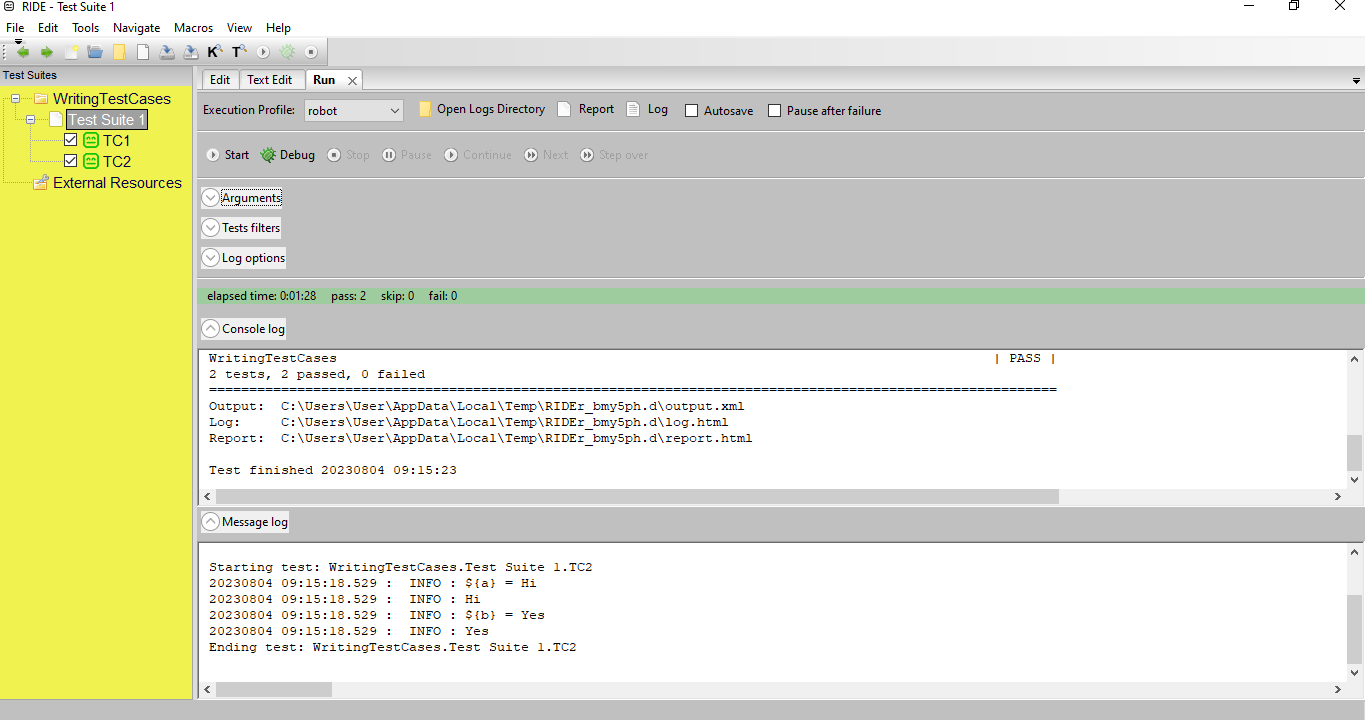 RIDE - Test Suite 1
File Edit Tools Navigate Macros View Help
K T
Test Suites
WritingTestCases
Test Suite 1
TC1
TC2
External Resources
Edit Text Edit Run
Execution Profile: robot Open Logs Directory Report Log Autosave Pause after failure
Start Debug Stop Pause Continue Next Step over
Arguments
Tests filters
Log options
elapsed time: 0:01:28 pass: 2 skip: 0 fail: 0
Console log
WritingTestCases | PASS |
2 tests, 2 passed, 0 failed
==========================================================================================================
Output: C:\Users\User\AppData\Local\Temp\RIDEr_bmy5ph.d\output.xml
Log: C:\Users\User\AppData\Local\Temp\RIDEr_bmy5ph.d\log.html
Report: C:\Users\User\AppData\Local\Temp\RIDEr_bmy5ph.d\report.html
Test finished 20230804 09:15:23
Message log
Starting test: WritingTestCases.Test Suite 1.TC2
20230804 09:15:18.529 : INFO : ${a} = Hi
20230804 09:15:18.529 : INFO : Hi
20230804 09:15:18.529 : INFO : ${b} = Yes
20230804 09:15:18.529 : INFO : Yes
Ending test: WritingTestCases.Test Suite 1.TC2